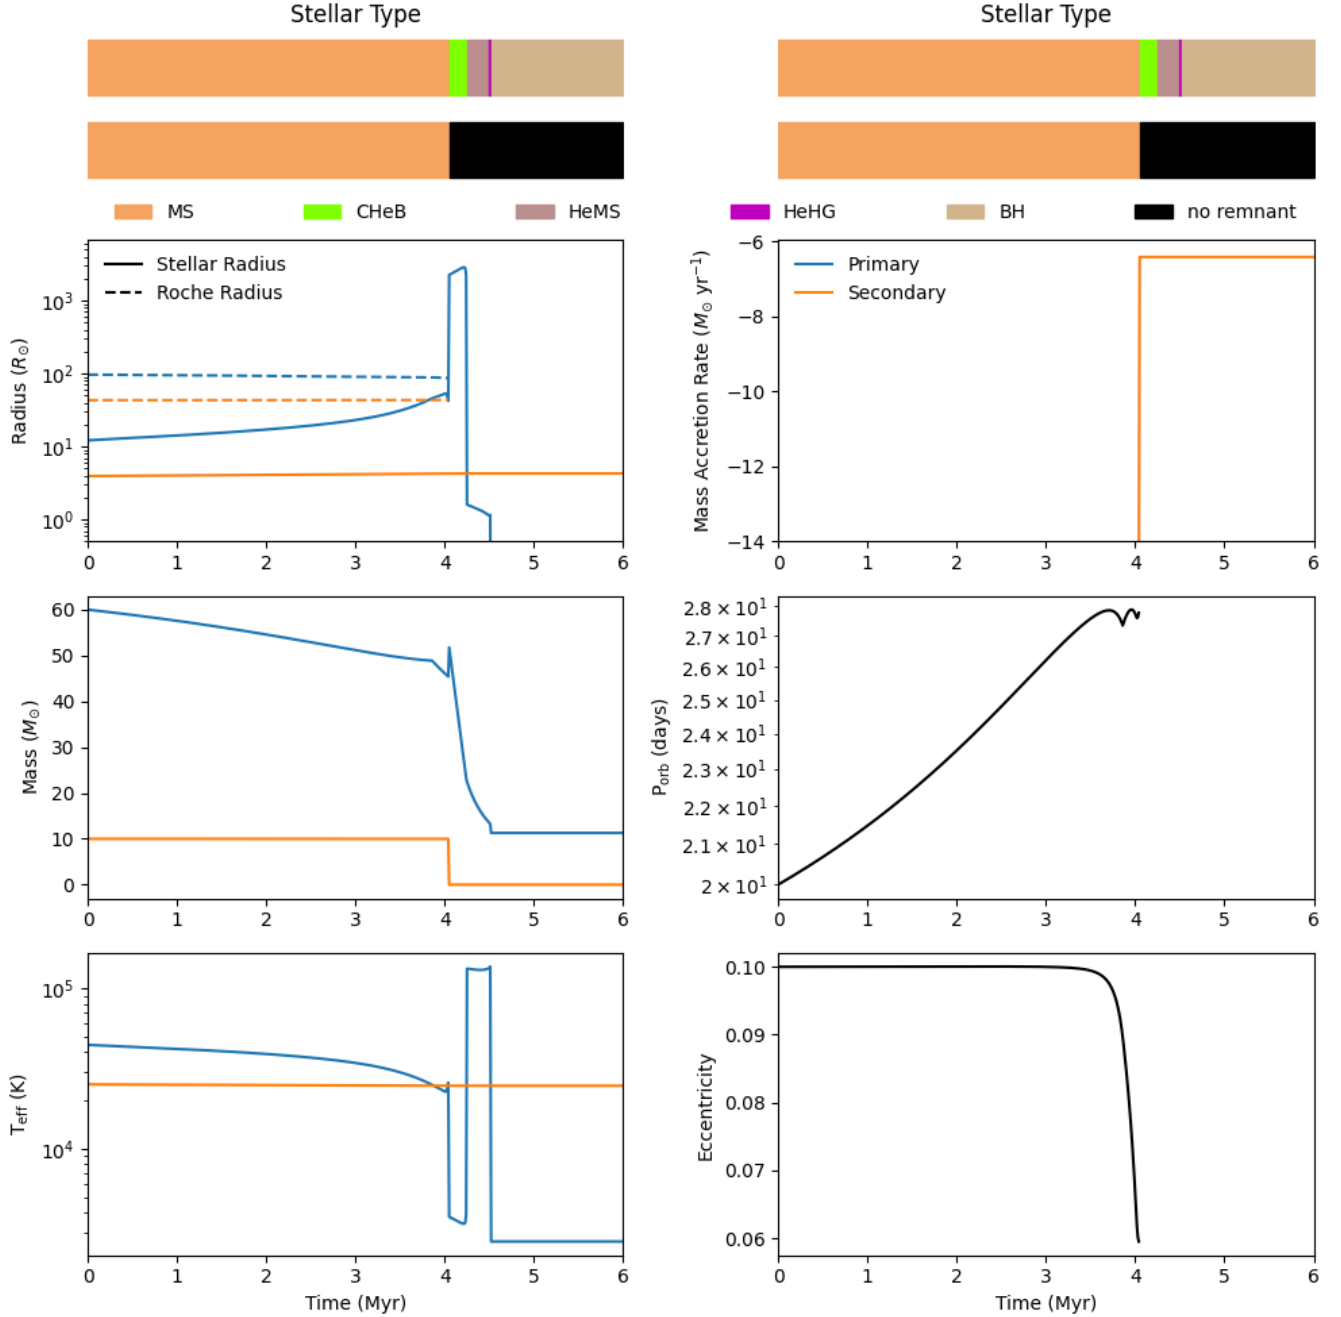 Stellar Type
Stellar Type
MS
CHeB
HeMS
HeHG
BH
no remnant
Stellar Radius
Roche Radius
10³
10²
10¹
10⁰
Radius (R⊙)
0 1 2 3 4 5 6
Primary
Secondary
−6
−8
−10
−12
−14
Mass Accretion Rate (M⊙ yr⁻¹)
0 1 2 3 4 5 6
60
50
40
30
20
10
0
Mass (M⊙)
0 1 2 3 4 5 6
2.8 × 10¹
2.7 × 10¹
2.6 × 10¹
2.5 × 10¹
2.4 × 10¹
2.3 × 10¹
2.2 × 10¹
2.1 × 10¹
2 × 10¹
Porb (days)
0 1 2 3 4 5 6
10⁵
10⁴
Teff (K)
0 1 2 3 4 5 6
Time (Myr)
0.10
0.09
0.08
0.07
0.06
Eccentricity
0 1 2 3 4 5 6
Time (Myr)